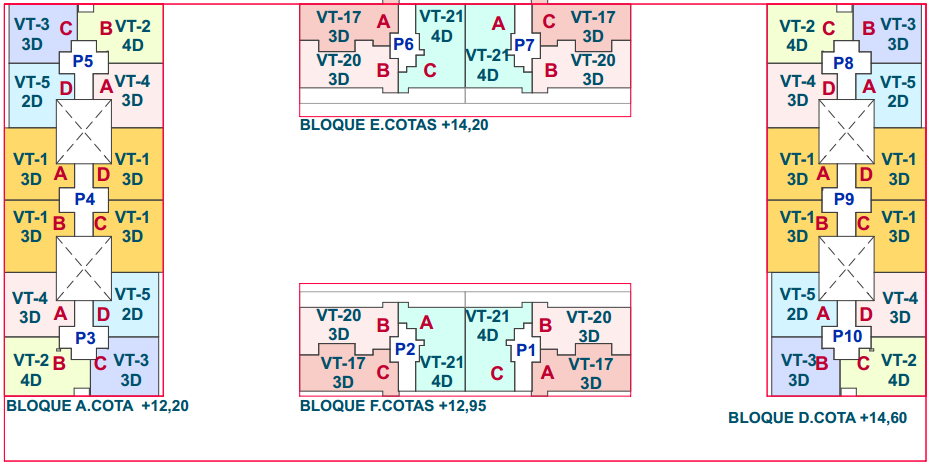 VT-3
3D
C
B
VT-2
4D
P5
VT-5
2D
D
A
VT-4
3D
VT-1
3D
A
D
VT-1
3D
P4
VT-1
3D
B
C
VT-1
3D
VT-4
3D
A
D
VT-5
2D
P3
VT-2
4D
B
C
VT-3
3D
BLOQUE A.COTA +12,20
VT-17
3D
A
VT-21
4D
P6
VT-20
3D
B
C
A
C
VT-17
3D
P7
VT-21
4D
B
VT-20
3D
BLOQUE E.COTAS +14,20
VT-20
3D
B
A
P2
VT-17
3D
C
VT-21
4D
VT-21
4D
B
VT-20
3D
P1
C
A
VT-17
3D
BLOQUE F.COTAS +12,95
VT-2
4D
C
B
VT-3
3D
P8
VT-4
3D
D
A
VT-5
2D
VT-1
3D
A
D
VT-1
3D
P9
VT-1
3D
B
C
VT-1
3D
VT-5
2D
A
D
VT-4
3D
P10
VT-3
3D
B
C
VT-2
4D
BLOQUE D.COTA +14,60